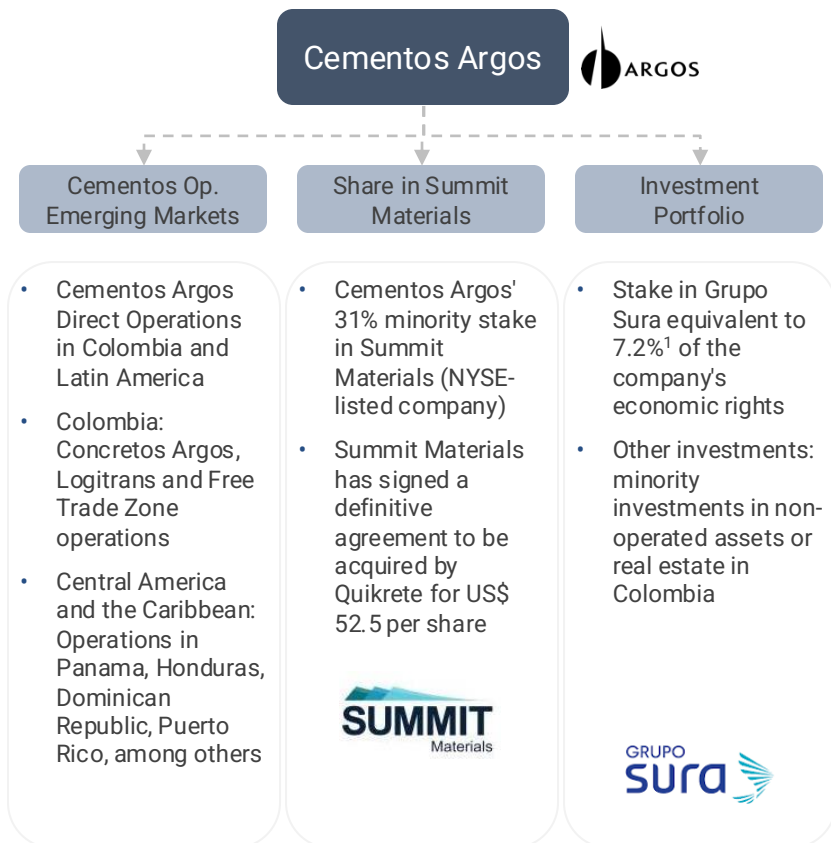 Cementos Argos
ARGOS
Cementos Op.
Emerging Markets
Share in Summit
Materials
Investment
Portfolio
• Cementos Argos
Direct Operations
in Colombia and
Latin America
• Colombia:
Concretos Argos,
Logitrans and Free
Trade Zone
operations
• Central America
and the Caribbean:
Operations in
Panama, Honduras,
Dominican
Republic, Puerto
Rico, among others
• Cementos Argos'
31% minority stake
in Summit
Materials (NYSE-
listed company)
• Summit Materials
has signed a
definitive
agreement to be
acquired by
Quikrete for US$
52.5 per share
SUMMIT
Materials
• Stake in Grupo
Sura equivalent to
7.2%¹ of the
company's
economic rights
• Other investments:
minority
investments in non-
operated assets or
real estate in
Colombia
GRUPO
sura